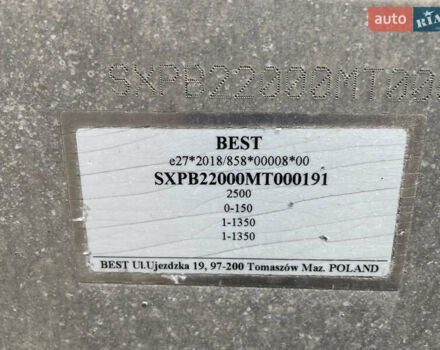 auto RIA
SXPB22000MT000
BEST
e27*2018/858*00008*00
SXPB22000MT000191
2500
0-150
1-1350
1-1350
BEST Ul.Ujezdzka 19, 97-200 Tomaszów Maz. POLAND